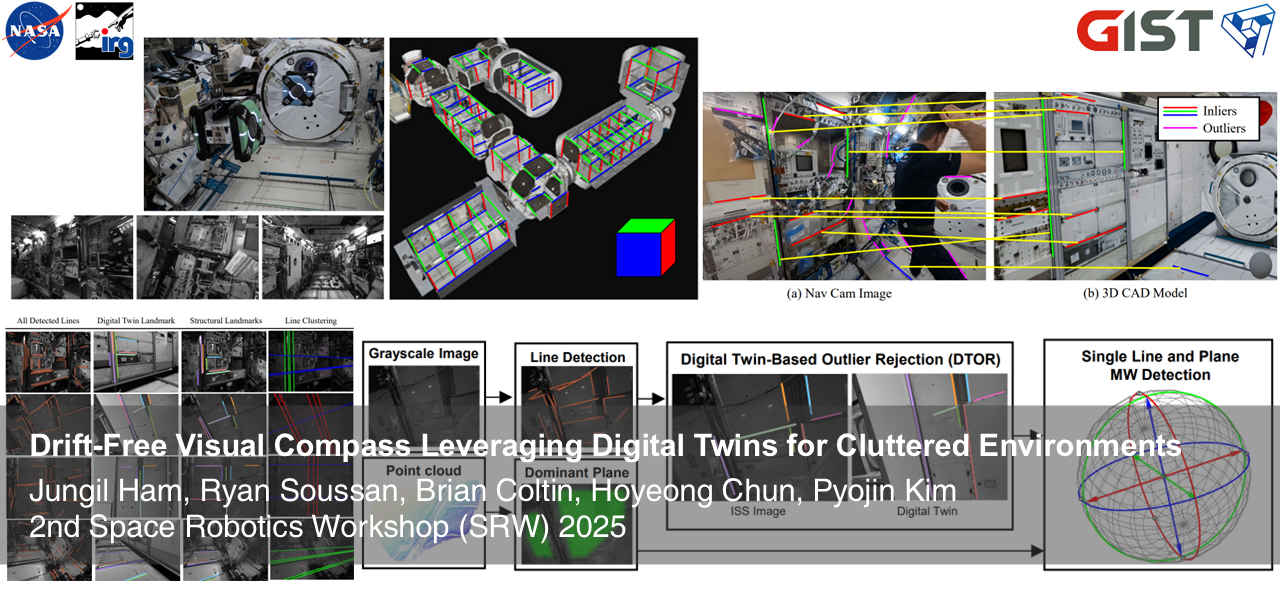 NASA
irg
GIST
Inliers
Outliers
(a) Nav Cam Image
(b) 3D CAD Model
All Detected Lines
Digital Twin Landmark
Structural Landmarks
Line Clustering
Grayscale Image
Line Detection
Digital Twin-Based Outlier Rejection (DTOR)
Single Line and Plane
MW Detection
Point cloud
Dominant Plane
ISS Image
Digital Twin
Drift-Free Visual Compass Leveraging Digital Twins for Cluttered Environments
Jungil Ham, Ryan Soussan, Brian Coltin, Hoyeong Chun, Pyojin Kim
2nd Space Robotics Workshop (SRW) 2025